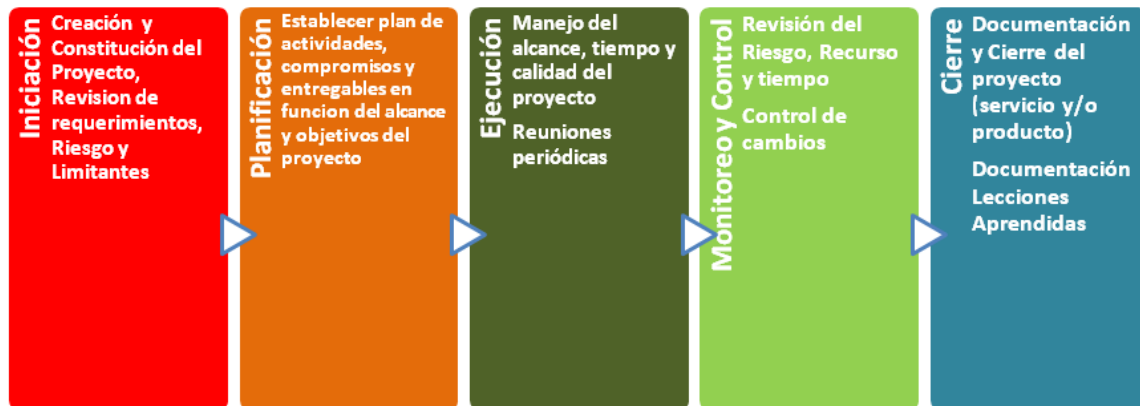 Iniciación
Creación y
Constitución del
Proyecto,
Revision de
requerimientos,
Riesgo y
Limitantes
Planificación
Establecer plan de
actividades,
compromisos y
entregables en
funcion del alcance
y objetivos del
proyecto
Ejecución
Manejo del
alcance, tiempo y
calidad del
proyecto
Reuniones
periódicas
Monitoreo y Control
Revisión del
Riesgo, Recurso
y tiempo
Control de
cambios
Cierre
Documentación
y Cierre del
proyecto
(servicio y/o
producto)
Documentación
Lecciones
Aprendidas